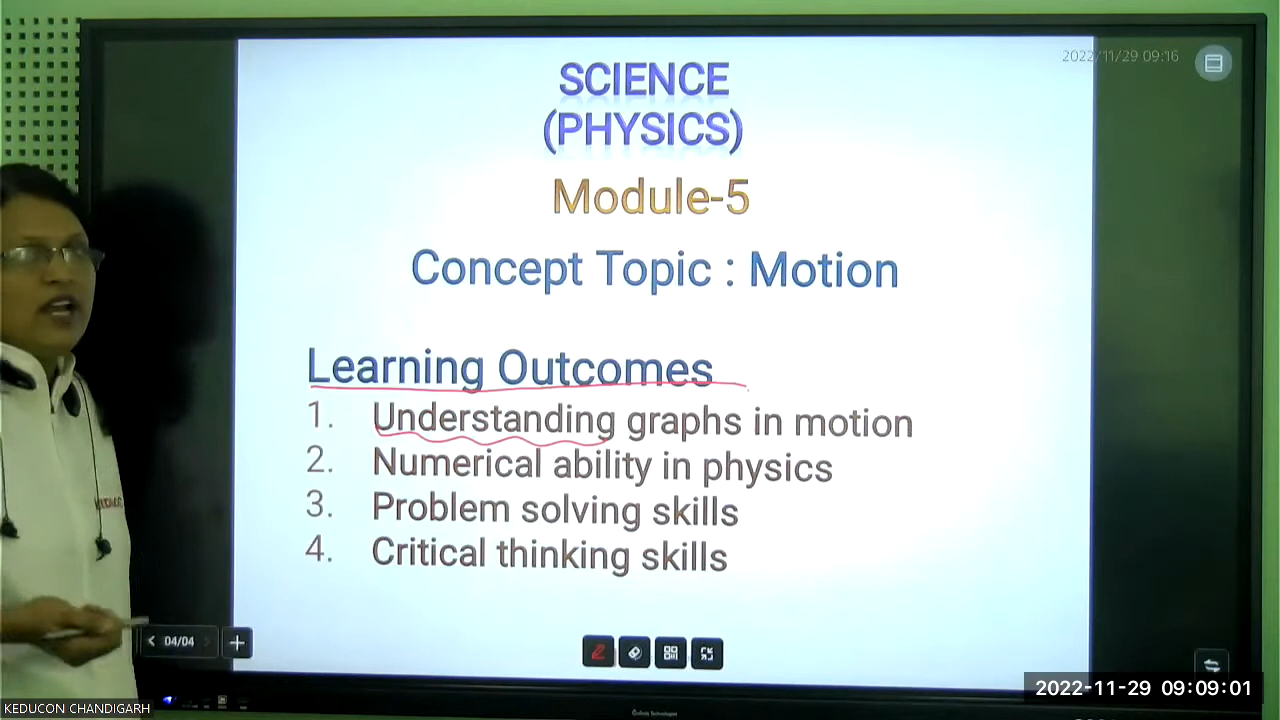 2022/11/29 09:16
SCIENCE
(PHYSICS)
Module-5
Concept Topic : Motion
Learning Outcomes
1. Understanding graphs in motion
2. Numerical ability in physics
3. Problem solving skills
4. Critical thinking skills
04/04
2022-11-29 09:09:01
KEDUCON CHANDIGARH